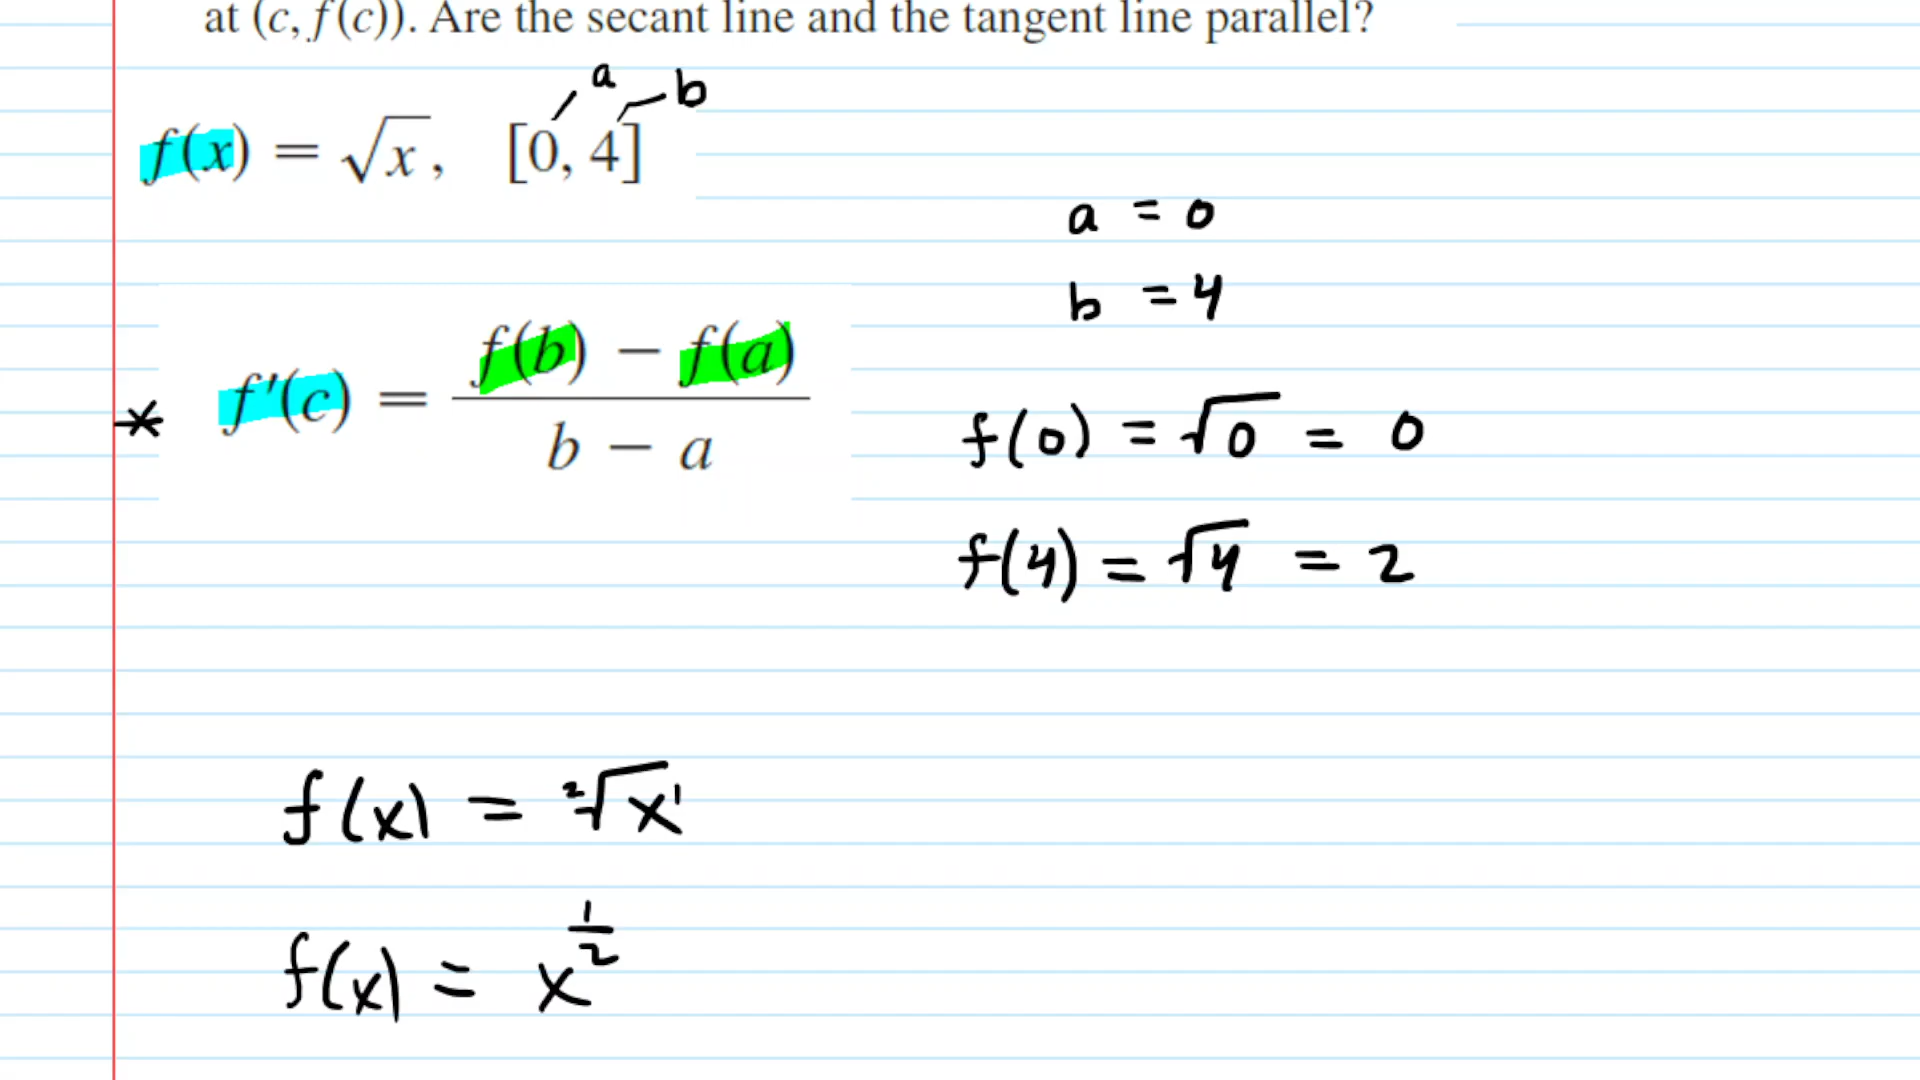 at (c, f(c)). Are the secant line and the tangent line parallel?
a b
f(x) = √x, [0, 4]
a = 0
b = 4
* f′(c) = (f(b) − f(a)) / (b − a)
f(0) = √0 = 0
f(4) = √4 = 2
f(x) = ²√x¹
f(x) = x^(1/2)